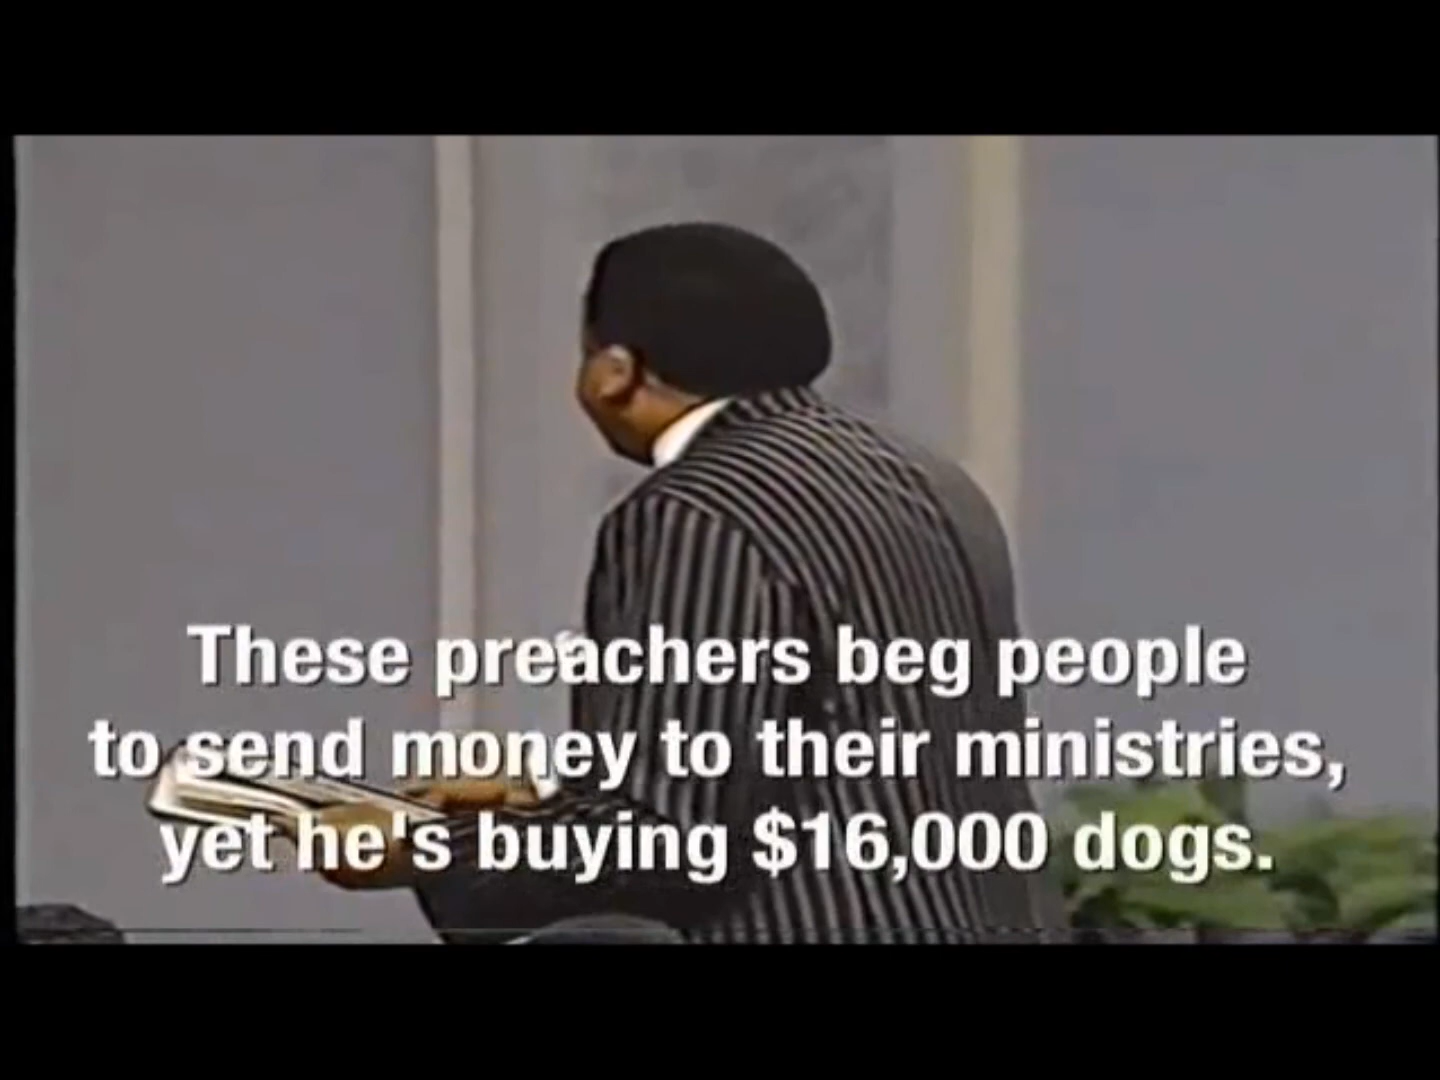 These preachers beg people
to send money to their ministries,
yet he's buying $16,000 dogs.